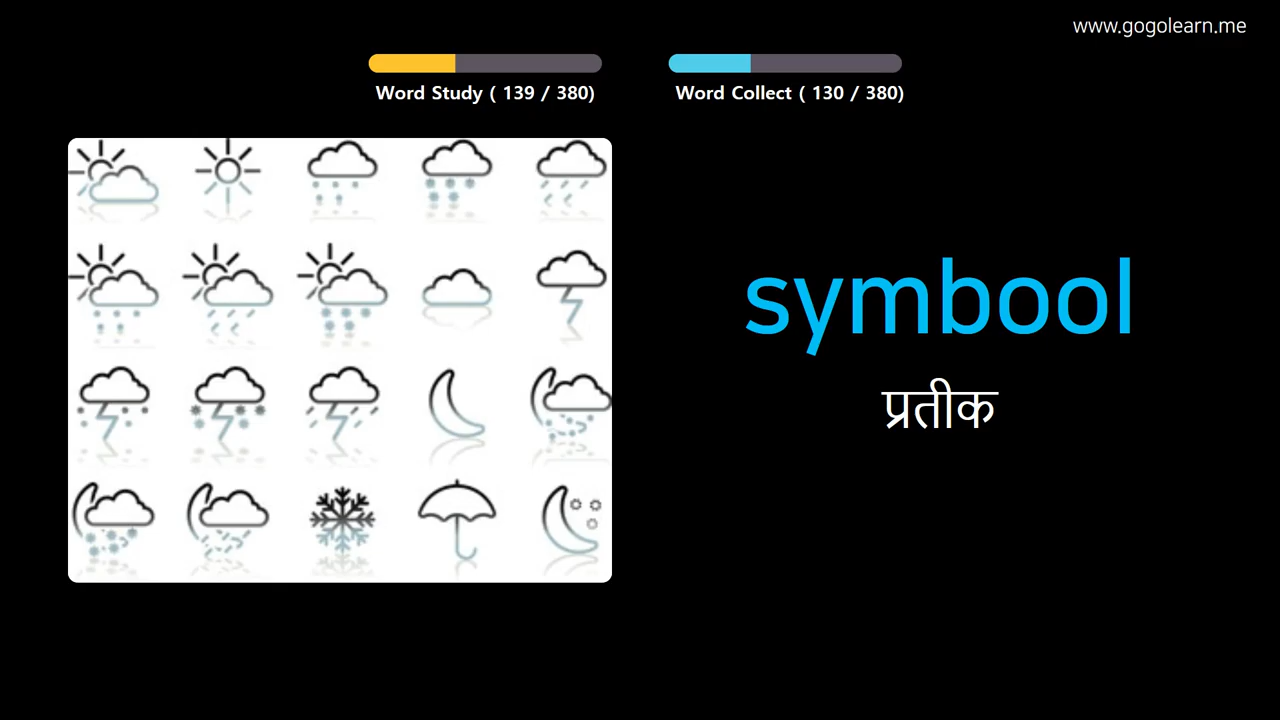 www.gogolearn.me
Word Study ( 139 / 380)
Word Collect ( 130 / 380)
symbool
प्रतीक